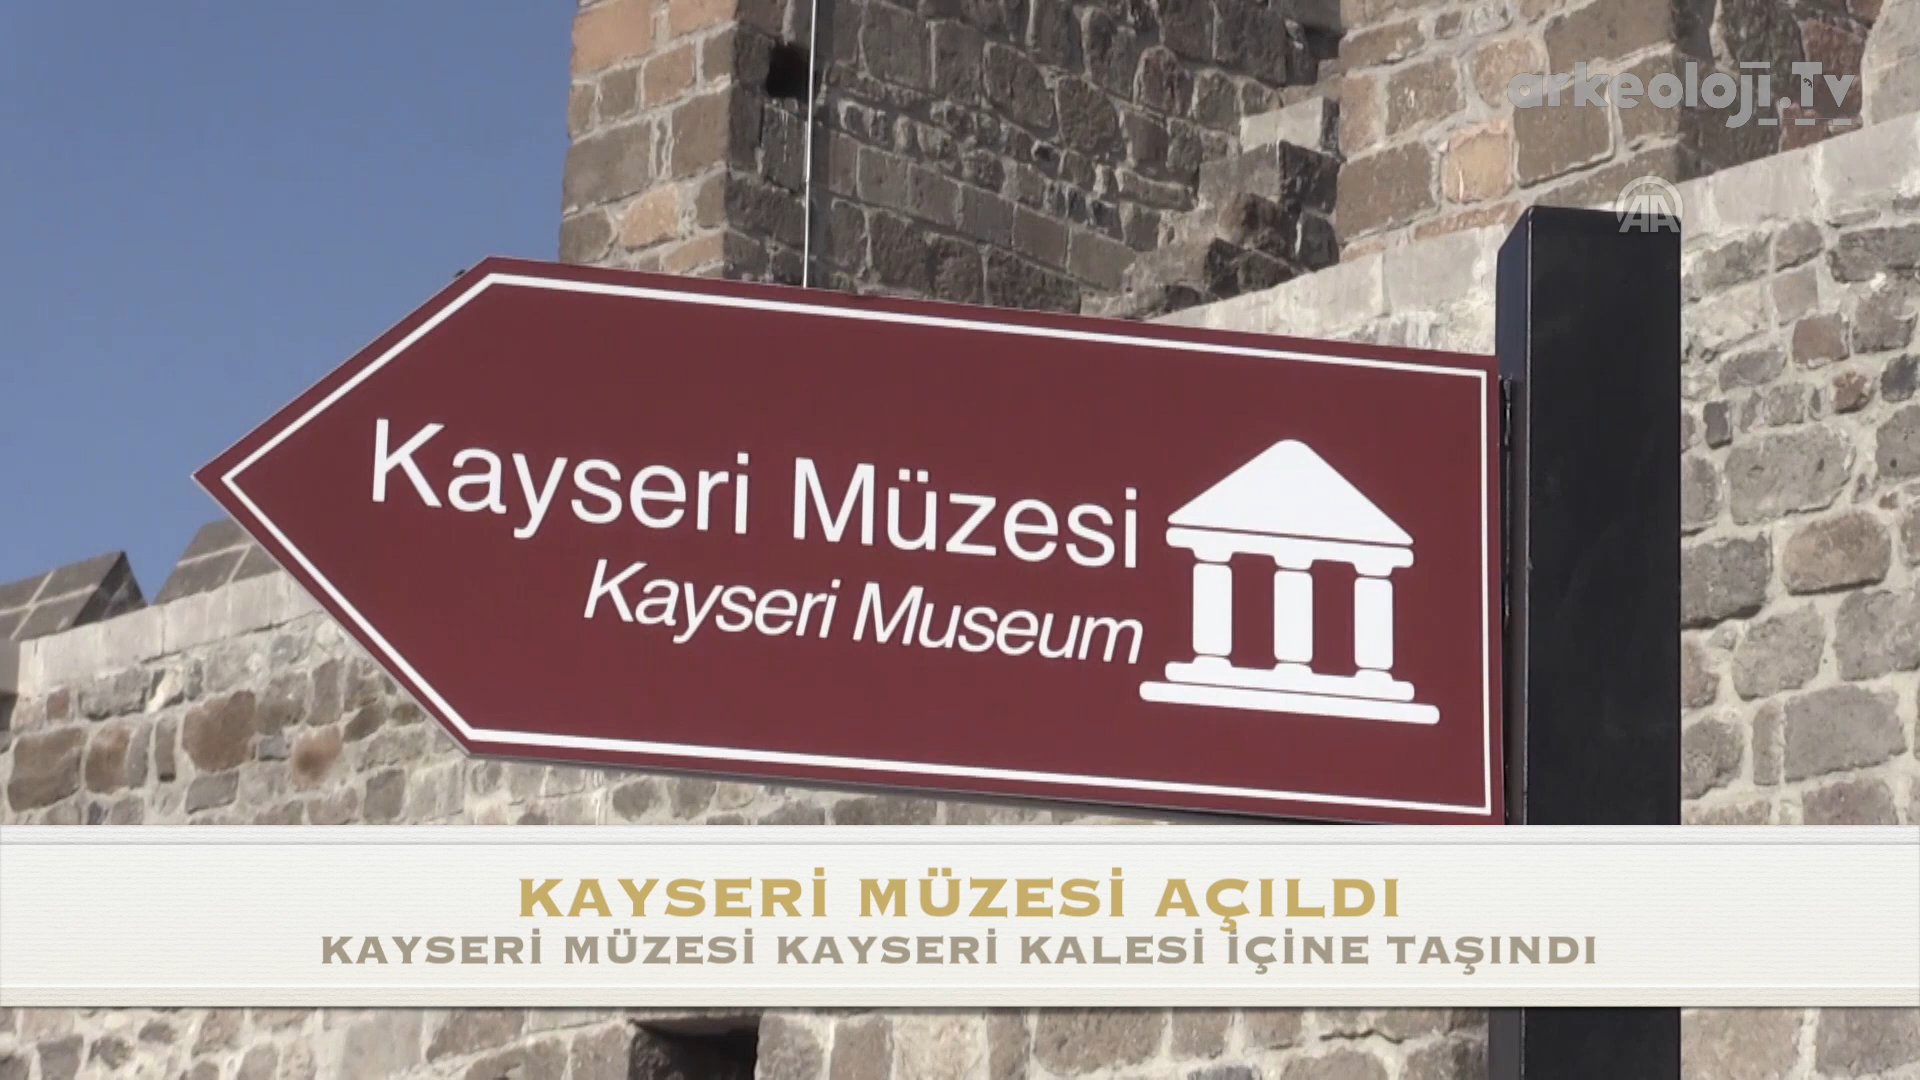 arkeoloji.Tv
AA
Kayseri Müzesi
Kayseri Museum
KAYSERİ MÜZESİ AÇILDI
KAYSERİ MÜZESİ KAYSERİ KALESİ İÇİNE TAŞINDI